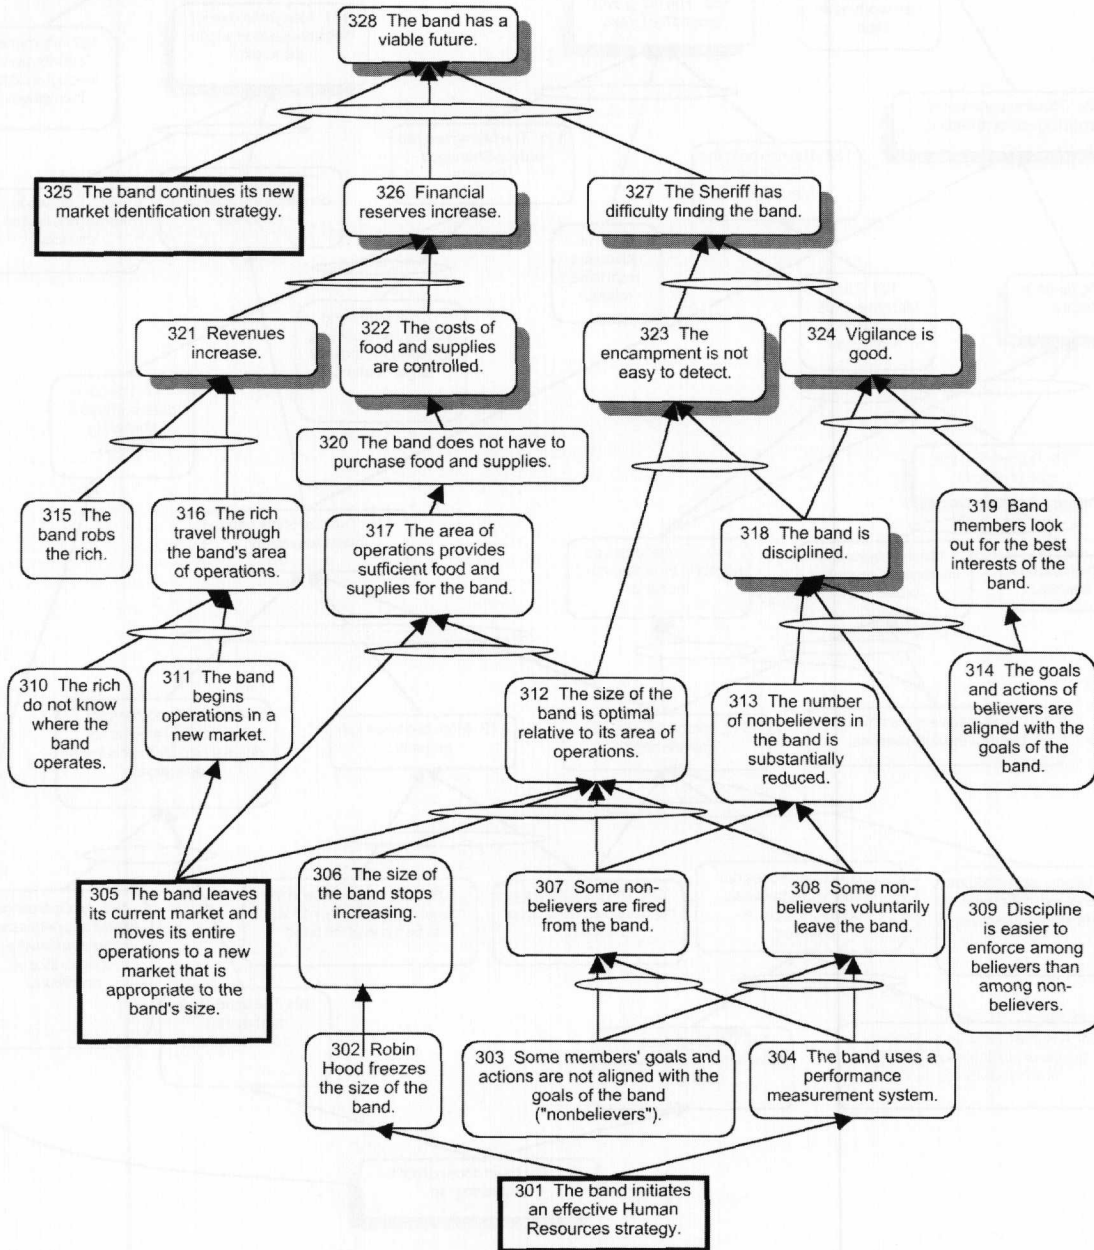 328 The band has a
viable future.
325 The band continues its new
market identification strategy.
326 Financial
reserves increase.
327 The Sheriff has
difficulty finding the band.
321 Revenues
increase.
322 The costs of
food and supplies
are controlled.
323 The
encampment is not
easy to detect.
324 Vigilance is
good.
320 The band does not have to
purchase food and supplies.
315 The
band robs
the rich.
316 The rich
travel through
the band's area
of operations.
317 The area of
operations provides
sufficient food and
supplies for the band.
318 The band is
disciplined.
319 Band
members look
out for the best
interests of the
band.
310 The rich
do not know
where the
band
operates.
311 The band
begins
operations in a
new market.
312 The size of the
band is optimal
relative to its area of
operations.
313 The number
of nonbelievers in
the band is
substantially
reduced.
314 The goals
and actions of
believers are
aligned with the
goals of the
band.
305 The band leaves
its current market and
moves its entire
operations to a new
market that is
appropriate to the
band's size.
306 The size of
the band stops
increasing.
307 Some non-
believers are fired
from the band.
308 Some non-
believers voluntarily
leave the band.
309 Discipline
is easier to
enforce among
believers than
among non-
believers.
302 Robin
Hood freezes
the size of the
band.
303 Some members' goals and
actions are not aligned with the
goals of the band
("nonbelievers").
304 The band uses a
performance
measurement system.
301 The band initiates
an effective Human
Resources strategy.